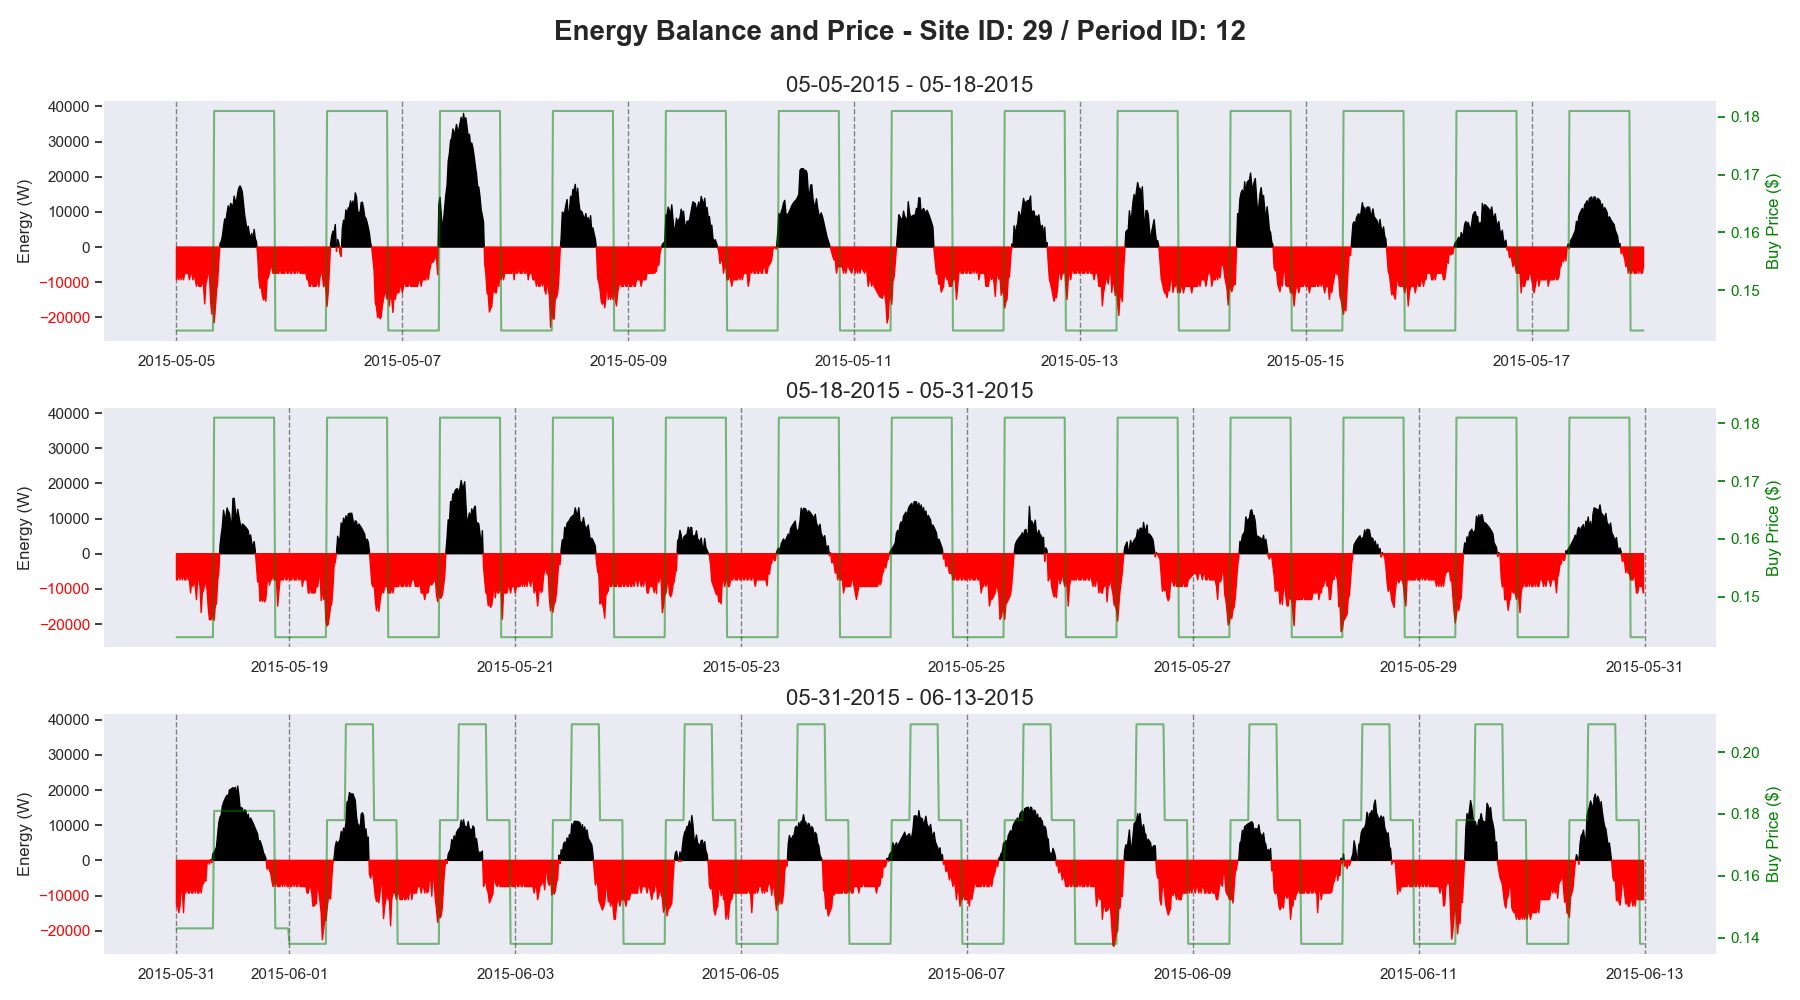 Energy Balance and Price - Site ID: 29 / Period ID: 12
05-05-2015 - 05-18-2015
40000
30000
20000
10000
0
−10000
−20000
Energy (W)
0.18
0.17
0.16
0.15
Buy Price ($)
2015-05-05 2015-05-07 2015-05-09 2015-05-11 2015-05-13 2015-05-15 2015-05-17
05-18-2015 - 05-31-2015
40000
30000
20000
10000
0
−10000
−20000
Energy (W)
0.18
0.17
0.16
0.15
Buy Price ($)
2015-05-19 2015-05-21 2015-05-23 2015-05-25 2015-05-27 2015-05-29 2015-05-31
05-31-2015 - 06-13-2015
40000
30000
20000
10000
0
−10000
−20000
Energy (W)
0.20
0.18
0.16
0.14
Buy Price ($)
2015-05-31 2015-06-01 2015-06-03 2015-06-05 2015-06-07 2015-06-09 2015-06-11 2015-06-13